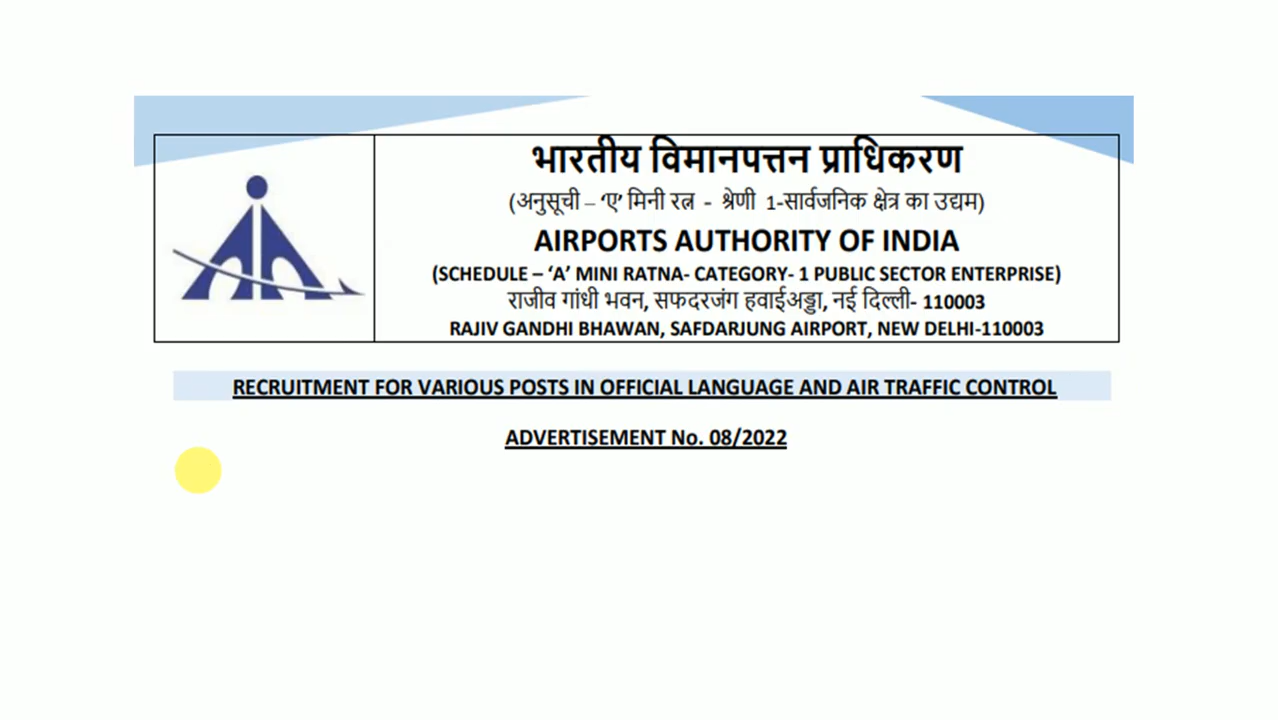 भारतीय विमानपत्तन प्राधिकरण
(अनुसूची – ‘ए’ मिनी रत्न - श्रेणी 1-सार्वजनिक क्षेत्र का उद्यम)
AIRPORTS AUTHORITY OF INDIA
(SCHEDULE – ‘A’ MINI RATNA- CATEGORY- 1 PUBLIC SECTOR ENTERPRISE)
राजीव गांधी भवन, सफदरजंग हवाईअड्डा, नई दिल्ली- 110003
RAJIV GANDHI BHAWAN, SAFDARJUNG AIRPORT, NEW DELHI-110003
RECRUITMENT FOR VARIOUS POSTS IN OFFICIAL LANGUAGE AND AIR TRAFFIC CONTROL
ADVERTISEMENT No. 08/2022